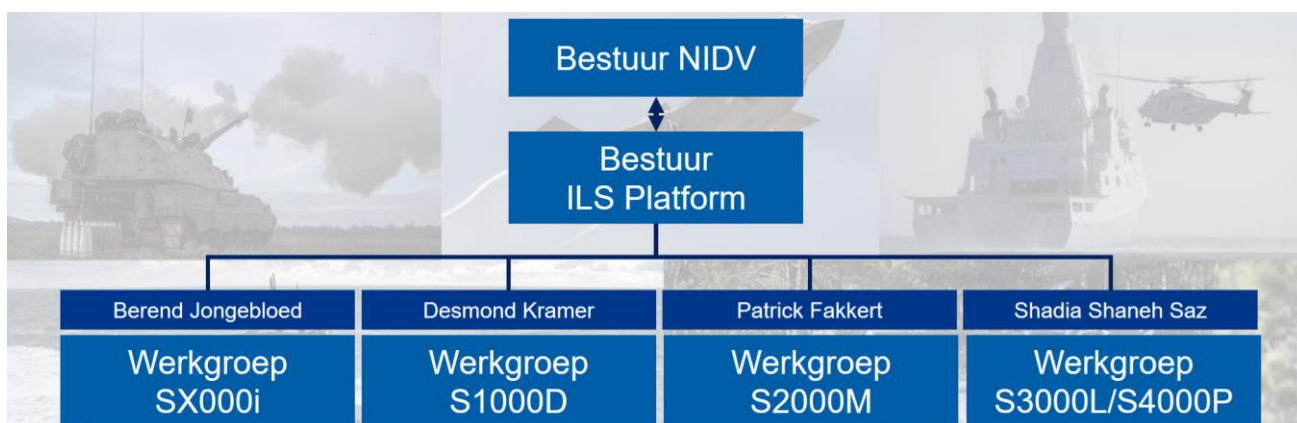 Bestuur NIDV
Bestuur
ILS Platform
Berend Jongebloed
Desmond Kramer
Patrick Fakkert
Shadia Shaneh Saz
Werkgroep
SX000i
Werkgroep
S1000D
Werkgroep
S2000M
Werkgroep
S3000L/S4000P